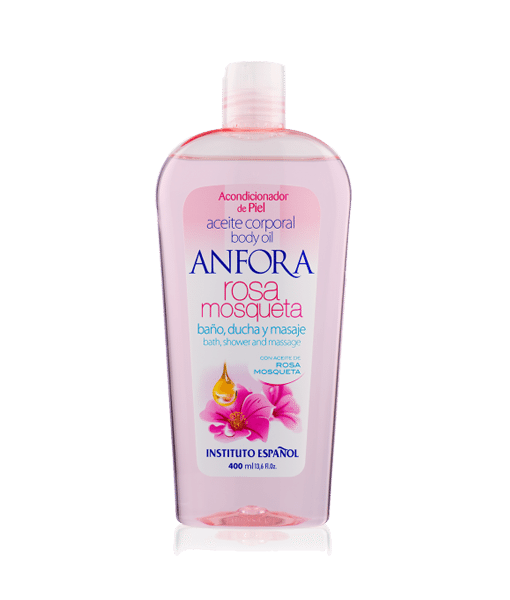 Acondicionador
de Piel
aceite corporal
body oil
ANFORA
rosa
mosqueta
baño, ducha y masaje
bath, shower and massage
CON ACEITE DE
ROSA
MOSQUETA
INSTITUTO ESPAÑOL
400 ml 13,6 fl.Oz.